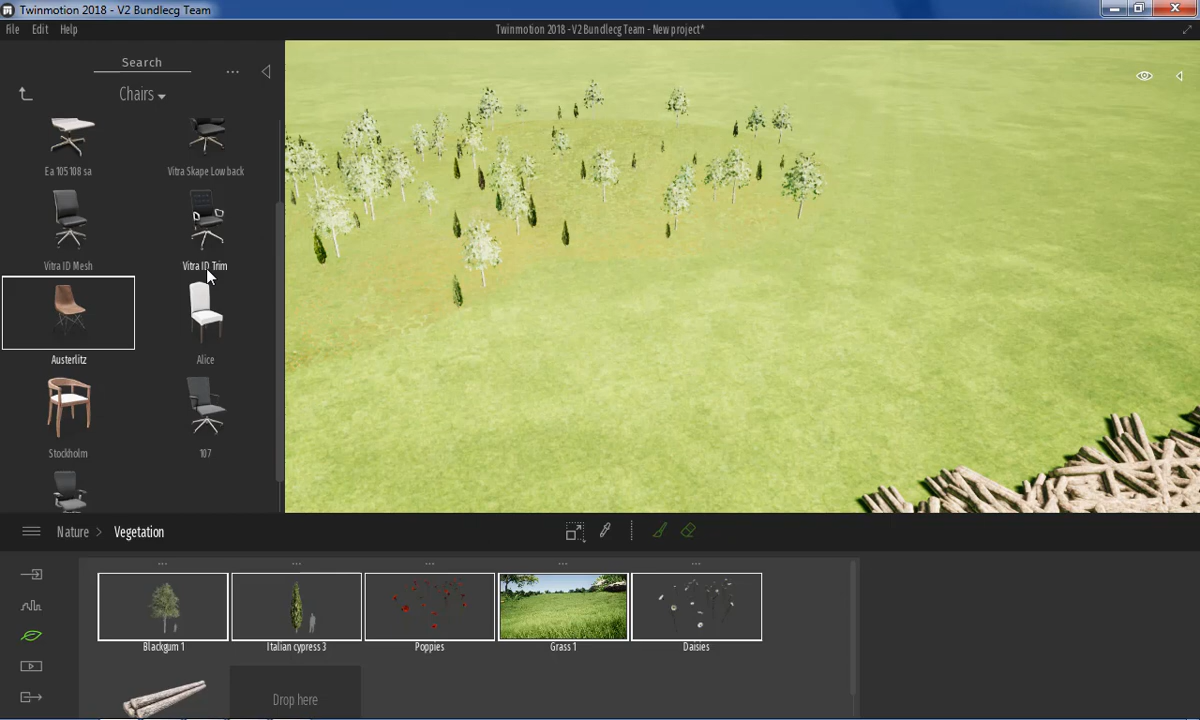 Twinmotion 2018 - V2 Bundlecg Team
File Edit Help
Twinmotion 2018 - V2 Bundlecg Team - New project*
Search
Chairs
Ea 105108 sa
Vitra Skape Low back
Vitra ID Mesh
Vitra ID Trim
Austerlitz
Alice
Stockholm
107
Nature > Vegetation
Blackgum 1
Italian cypress 3
Poppies
Grass 1
Daisies
Drop here